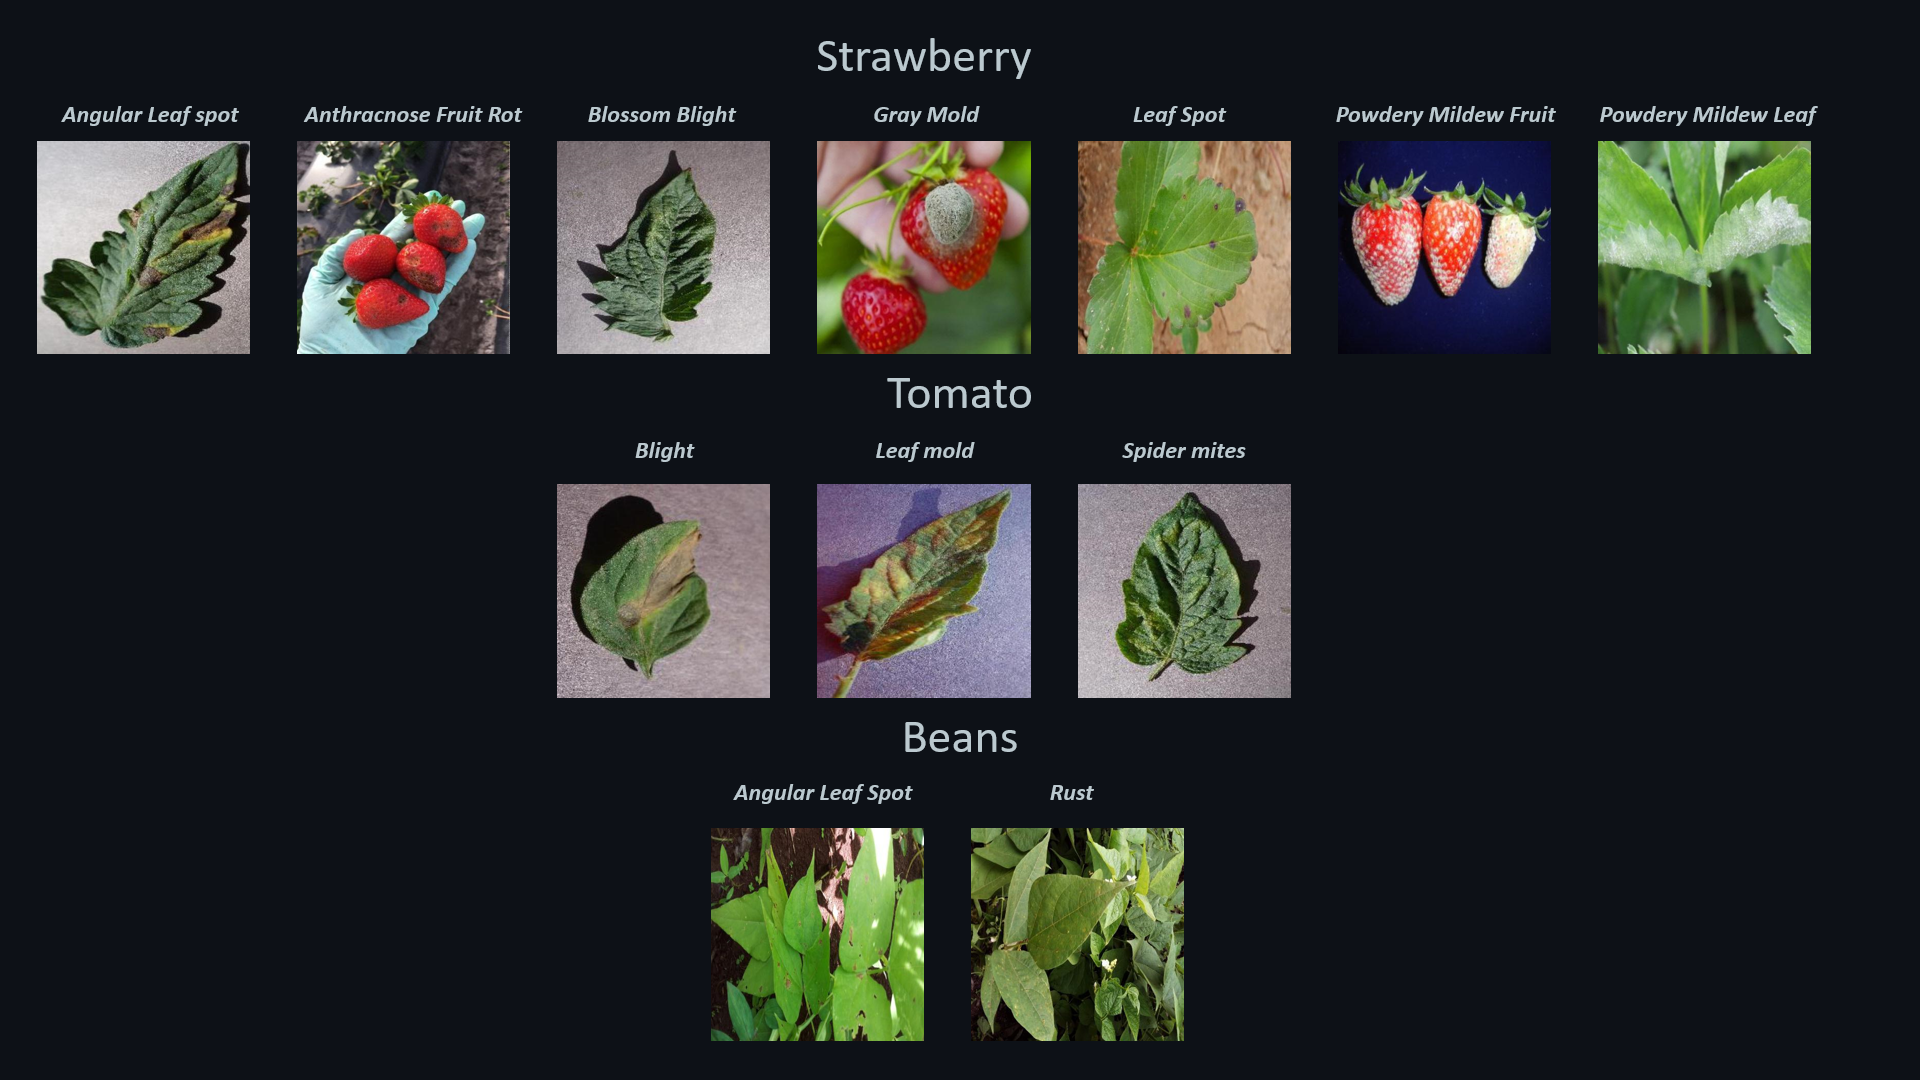 Strawberry
Angular Leaf spot
Anthracnose Fruit Rot
Blossom Blight
Gray Mold
Leaf Spot
Powdery Mildew Fruit
Powdery Mildew Leaf
Tomato
Blight
Leaf mold
Spider mites
Beans
Angular Leaf Spot
Rust